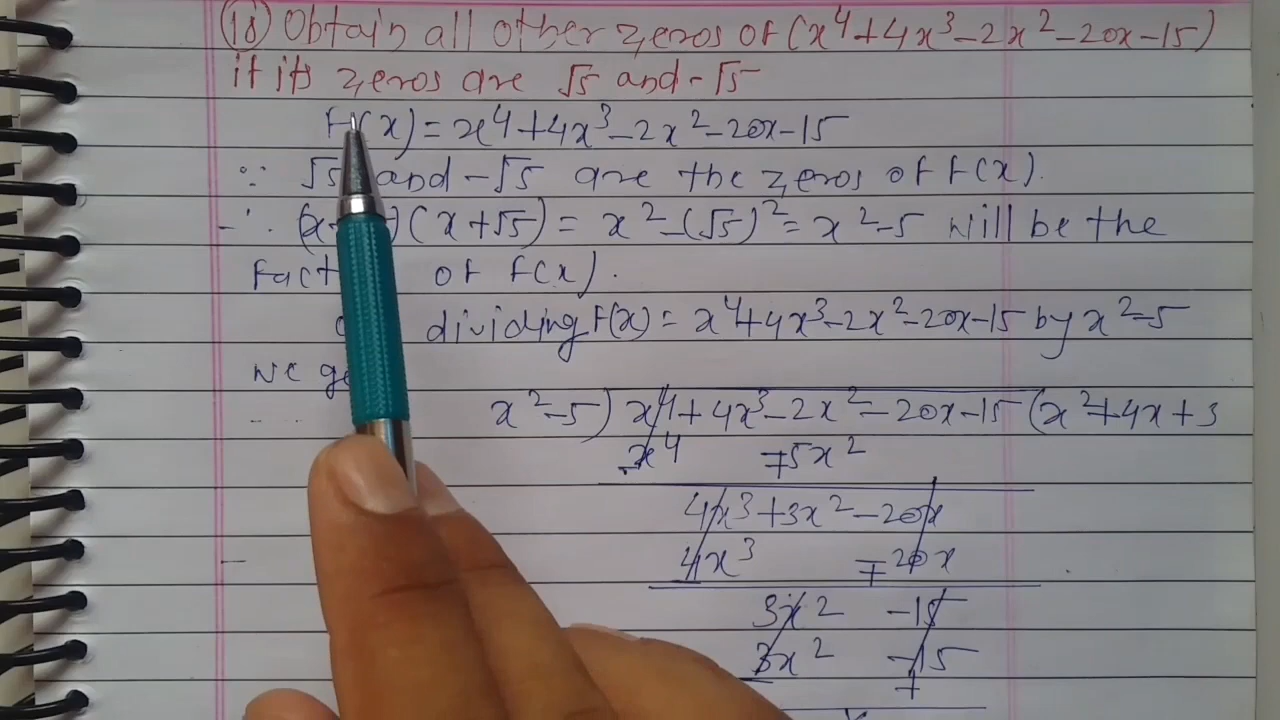 (18) Obtain all other zeros of (x⁴+4x³-2x²-20x-15)
if its zeros are √5 and -√5
F(x) = x⁴+4x³-2x²-20x-15
∵ √5 and -√5 are the zeros of F(x).
∴ (x (x+√5) = x²-(√5)² = x²-5 will be the
Fact of F(x).
dividing F(x) = x⁴+4x³-2x²-20x-15 by x²-5
we ge
x²-5) x⁴+4x³-2x²-20x-15 (x²+4x+3
x⁴ ∓5x²
4x³+3x²-20x
4x³ ∓20x
3x² -15
3x² -15
+